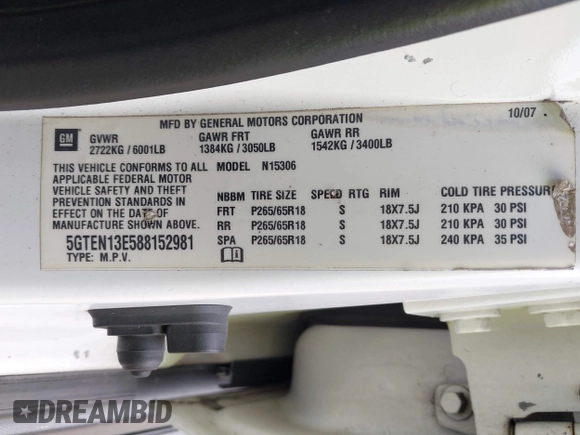 MFD BY GENERAL MOTORS CORPORATION 10/07
GM
GVWR GAWR FRT GAWR RR
2722KG / 6001LB 1384KG / 3050LB 1542KG / 3400LB
THIS VEHICLE CONFORMS TO ALL MODEL N15306
APPLICABLE FEDERAL MOTOR
VEHICLE SAFETY AND THEFT
PREVENTION STANDARDS IN
EFFECT ON THE DATE OF
MANUFACTURE SHOWN ABOVE.
5GTEN13E588152981
TYPE: M.P.V.
NBBM TIRE SIZE SPEED RTG RIM COLD TIRE PRESSURE
FRT P265/65R18 S 18X7.5J 210 KPA 30 PSI
RR P265/65R18 S 18X7.5J 210 KPA 30 PSI
SPA P265/65R18 S 18X7.5J 240 KPA 35 PSI
DREAMBID